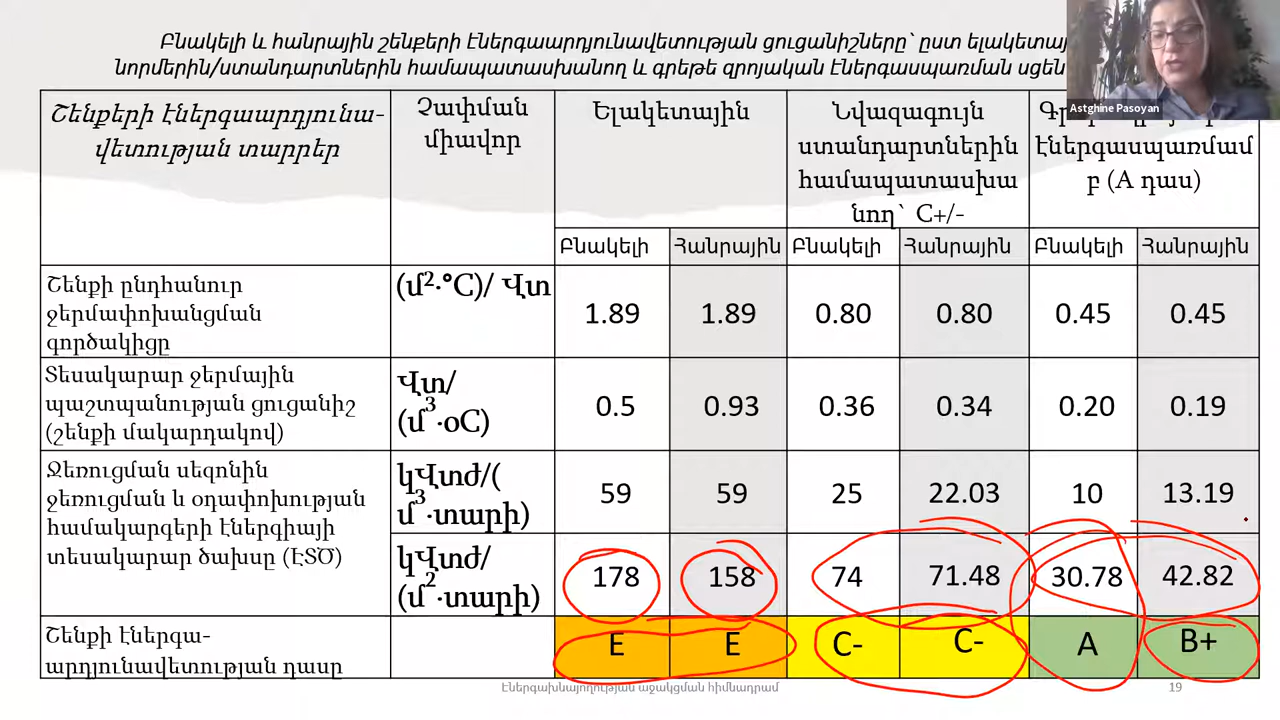 Բնակելի և հանրային շենքերի էներգաարդյունավետության ցուցանիշները՝ ըստ
նորմերին/ստանդարտներին համապատասխանող և գրեթե զրոյական էներգասպառման
Astghine Pasoyan
Շենքերի էներգաարդյունա-
վետության տարրեր
Չափման
միավոր
Ելակետային
Նվազագույն
ստանդարտներին
համապատասխա
նող` C+/-
էներգասպառմամ
բ (A դաս)
Բնակելի
Հանրային
Բնակելի
Հանրային
Բնակելի
Հանրային
Շենքի ընդհանուր
ջերմափոխանցման
գործակիցը
(մ²·°C)/ Վտ
1.89
1.89
0.80
0.80
0.45
0.45
Տեսակարար ջերմային
պաշտպանության ցուցանիշ
(շենքի մակարդակով)
Վտ/
(մ³·oC)
0.5
0.93
0.36
0.34
0.20
0.19
Ջեռուցման սեզոնին
ջեռուցման և օդափոխության
համակարգերի էներգիայի
տեսակարար ծախսը (ԷՏԾ)
կՎտժ/(
մ³·տարի)
59
59
25
22.03
10
13.19
կՎտժ/
(մ²·տարի)
178
158
74
71.48
30.78
42.82
Շենքի էներգա-
արդյունավետության դասը
E
E
C-
C-
A
B+
էներգախնայողության աջակցման հիմնադրամ
19